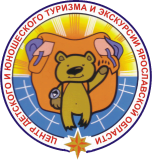 ЦЕНТР ДЕТСКОГО И ЮНОШЕСКОГО ТУРИЗМА И ЭКСКУРСИЙ ЯРОСЛАВСКОЙ ОБЛАСТИ